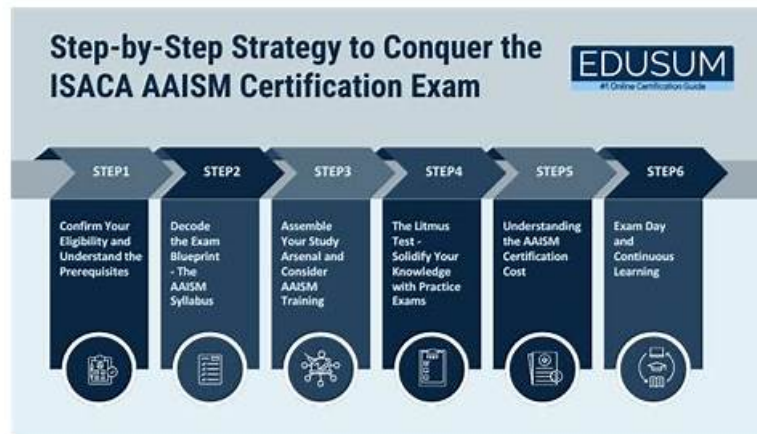 Step-by-Step Strategy to Conquer the
ISACA AAISM Certification Exam
EDUSUM
#1 Online Certification Guide
STEP1
STEP2
STEP3
STEP4
STEP5
STEP6
Confirm Your
Eligibility and
Understand the
Prerequisites
Decode
the Exam
Blueprint
- The
AAISM
Syllabus
Assemble
Your Study
Arsenal and
Consider
AAISM
Training
The Litmus
Test -
Solidify Your
Knowledge
with Practice
Exams
Understanding
the AAISM
Certification
Cost
Exam Day
and
Continuous
Learning